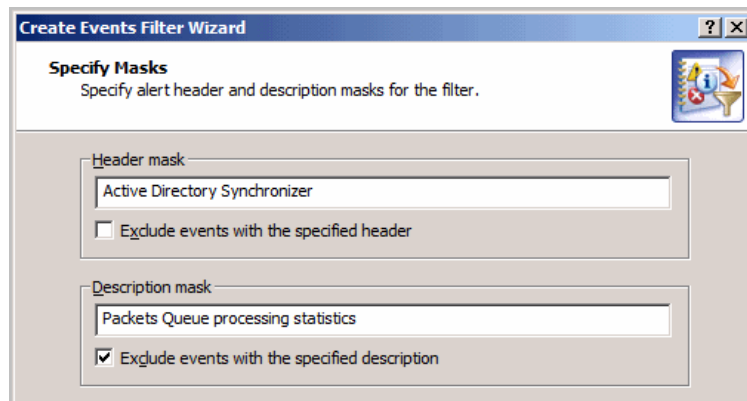 Create Events Filter Wizard
Specify Masks
Specify alert header and description masks for the filter.
Header mask
Active Directory Synchronizer
Exclude events with the specified header
Description mask
Packets Queue processing statistics
Exclude events with the specified description